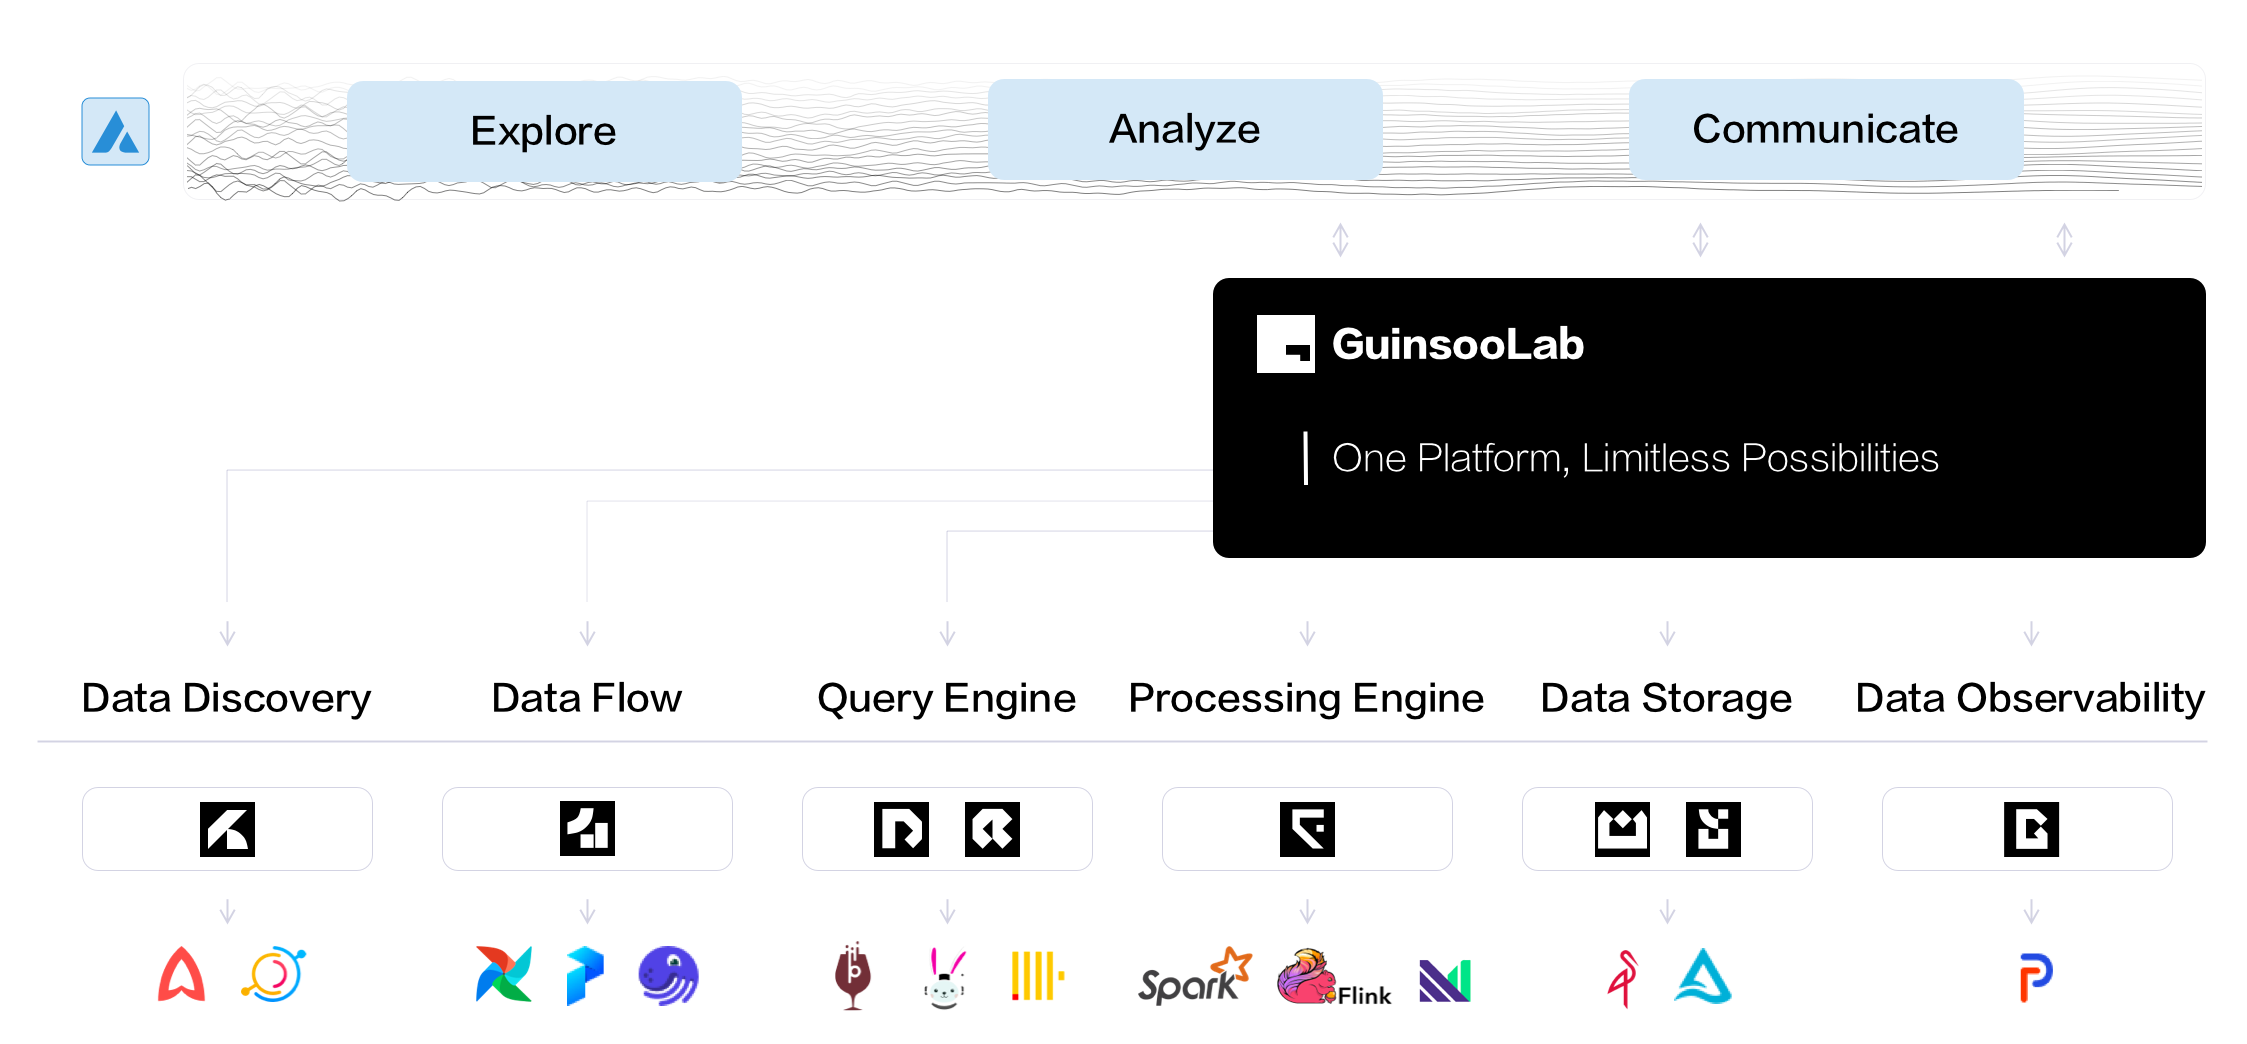 Explore
Analyze
Communicate
GuinsooLab
One Platform, Limitless Possibilities
Data Discovery
Data Flow
Query Engine
Processing Engine
Data Storage
Data Observability
Spark
Flink